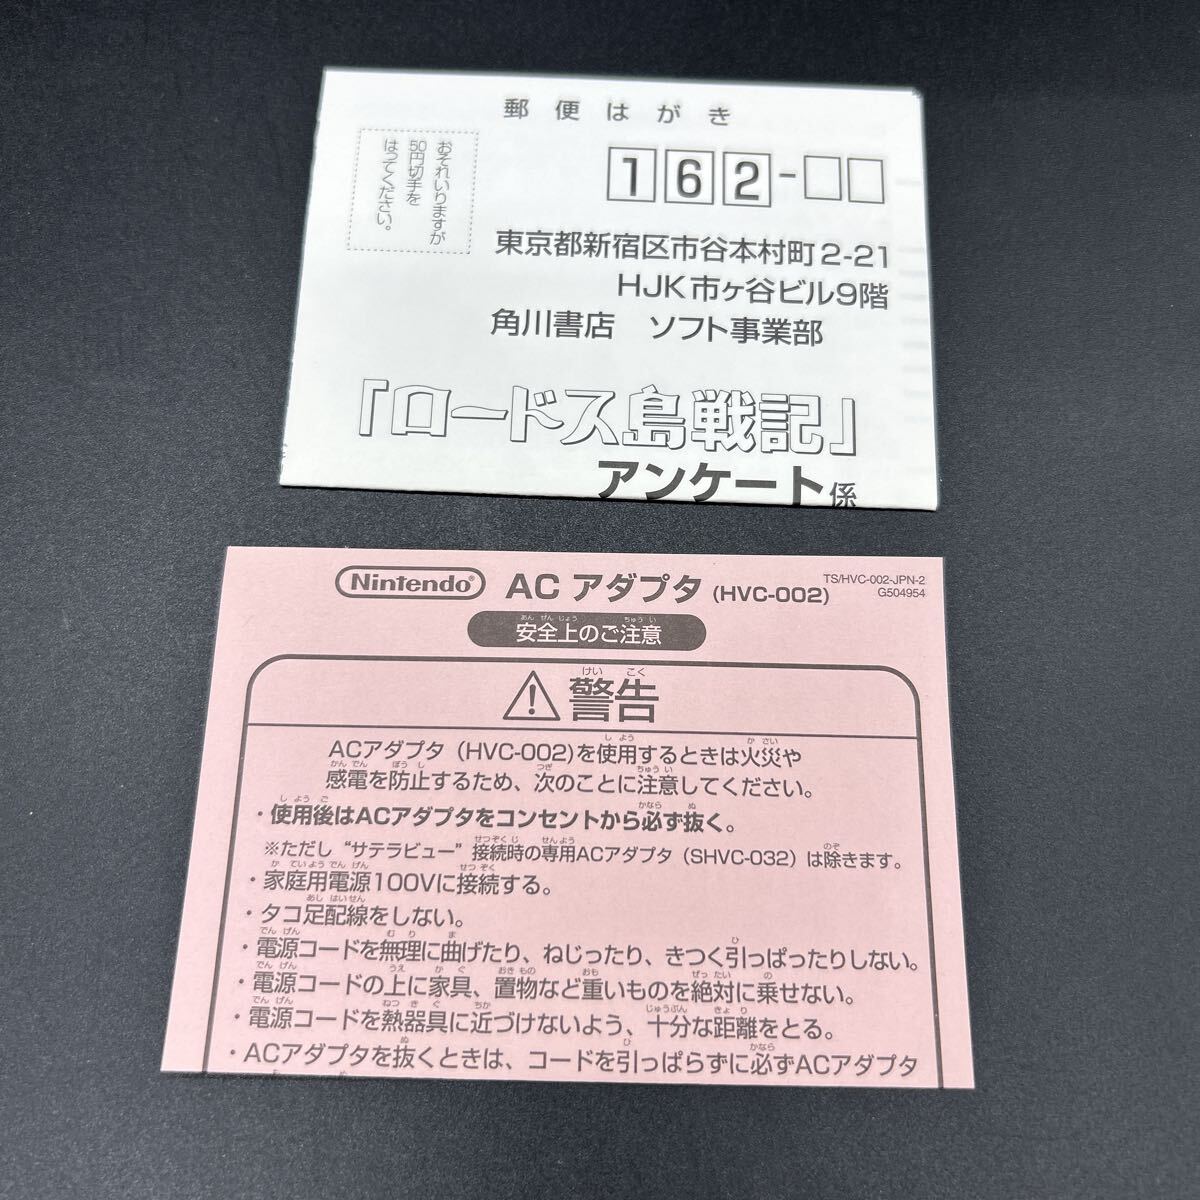 郵便はがき
おそれいりますが
50円切手を
はってください。
162-□□
東京都新宿区市谷本村町2-21
HJK市ヶ谷ビル9階
角川書店 ソフト事業部
「ロードス島戦記」
アンケート係
Nintendo® ACアダプタ(HVC-002)
TS/HVC-002-JPN-2
G504954
安全上のご注意
警告
ACアダプタ(HVC-002)を使用するときは火災や
感電を防止するため、次のことに注意してください。
・使用後はACアダプタをコンセントから必ず抜く。
※ただし“サテラビュー”接続時の専用ACアダプタ(SHVC-032)は除きます。
・家庭用電源100Vに接続する。
・タコ足配線をしない。
・電源コードを無理に曲げたり、ねじったり、きつく引っぱったりしない。
・電源コードの上に家具、置物など重いものを絶対に乗せない。
・電源コードを熱器具に近づけないよう、十分な距離をとる。
・ACアダプタを抜くときは、コードを引っぱらずに必ずACアダプタ